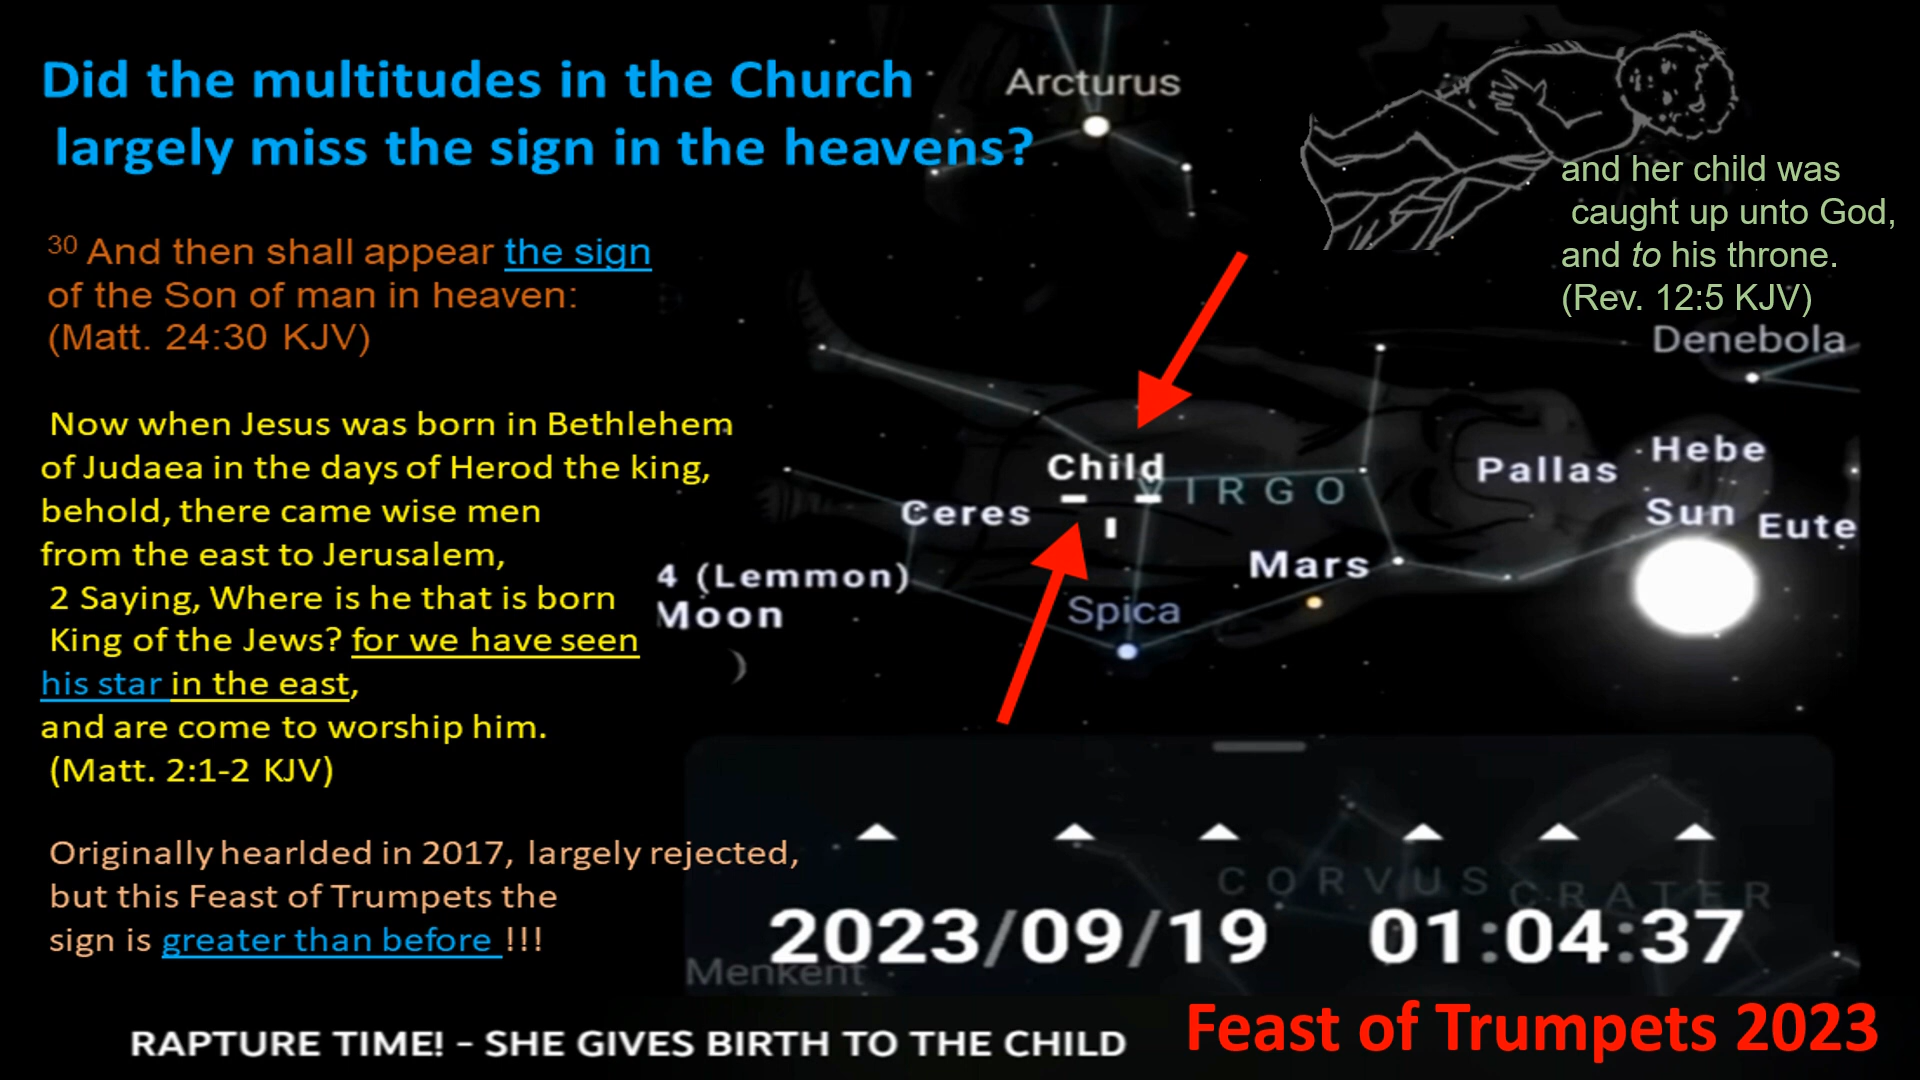 Did the multitudes in the Church
largely miss the sign in the heavens?
30 And then shall appear the sign
of the Son of man in heaven:
(Matt. 24:30 KJV)
Now when Jesus was born in Bethlehem
of Judaea in the days of Herod the king,
behold, there came wise men
from the east to Jerusalem,
2 Saying, Where is he that is born
King of the Jews? for we have seen
his star in the east,
and are come to worship him.
(Matt. 2:1-2 KJV)
Originally hearlded in 2017, largely rejected,
but this Feast of Trumpets the
sign is greater than before !!!
Arcturus
and her child was
caught up unto God,
and to his throne.
(Rev. 12:5 KJV)
Denebola
Child
VIRGO
Ceres
Pallas
Hebe
Sun
Eute
Mars
4 (Lemmon)
Moon
Spica
CORVUS
CRATER
2023/09/19 01:04:37
Menkent
RAPTURE TIME! - SHE GIVES BIRTH TO THE CHILD
Feast of Trumpets 2023